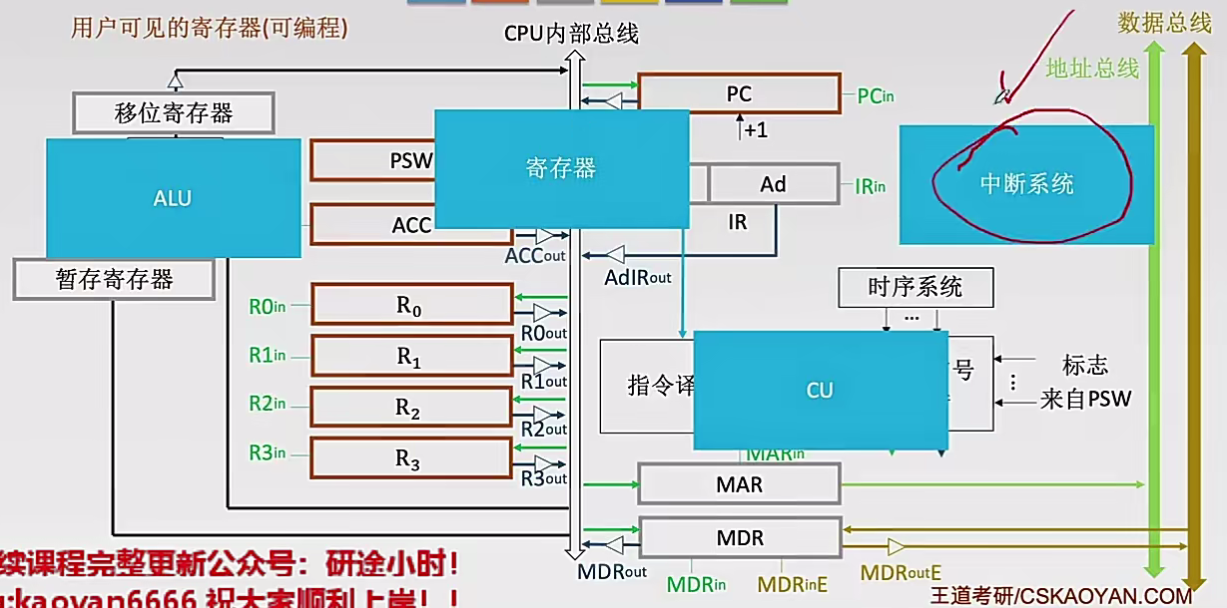 用户可见的寄存器(可编程)
CPU内部总线
数据总线
地址总线
移位寄存器
PC
PCin
+1
ALU
PSW
寄存器
Ad
IRin
中断系统
ACC
IR
ACCout
AdIRout
暂存寄存器
时序系统
...
R0in
R₀
R0out
R1in
R₁
R1out
指令译
CU
号
标志
来自PSW
...
R2in
R₂
R2out
R3in
R₃
R3out
MARin
MAR
MDR
MDRout
MDRin
MDRinE
MDRoutE
续课程完整更新公众号：研途小时！
:kaoyan6666 祝大家顺利上岸！！
王道考研/CSKAOYAN.COM